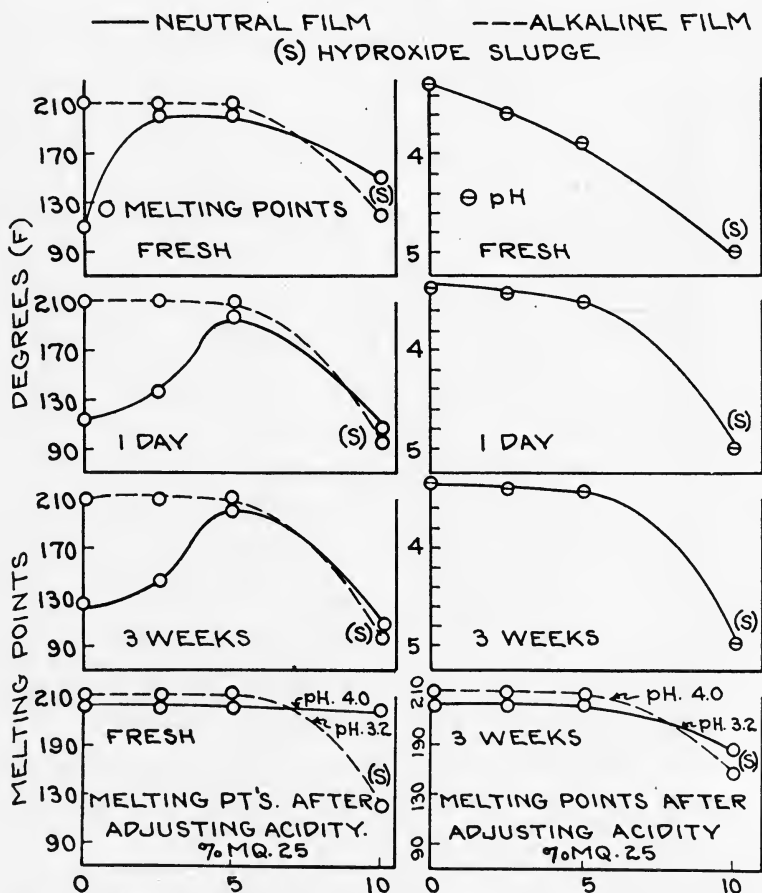 NEUTRAL FILM
ALKALINE FILM
(S) HYDROXIDE SLUDGE
DEGREES (F)
MELTING POINTS
210
170
130
90
MELTING POINTS
FRESH
(S)
4
5
pH
FRESH
(S)
210
170
130
90
1 DAY
(S)
4
5
1 DAY
(S)
210
170
130
90
3 WEEKS
(S)
4
5
3 WEEKS
(S)
210
190
130
90
FRESH
pH. 4.0
pH.3.2
(S)
MELTING PT'S. AFTER
ADJUSTING ACIDITY.
% MQ. 25
0
5
10
210
190
130
90
3 WEEKS
pH. 4.0
pH.3.2
(S)
MELTING POINTS AFTER
ADJUSTING ACIDITY
% MQ. 25
0
5
10